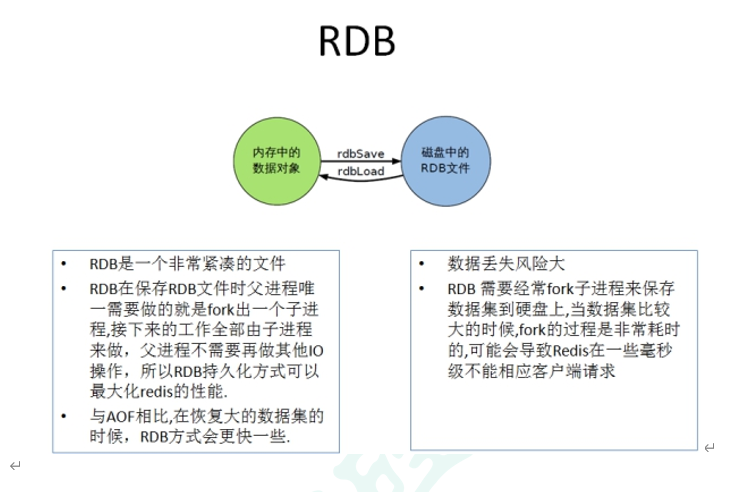 RDB
内存中的
数据对象
rdbSave
rdbLoad
磁盘中的
RDB文件
• RDB是一个非常紧凑的文件
• RDB在保存RDB文件时父进程唯
一需要做的就是fork出一个子进
程,接下来的工作全部由子进程
来做，父进程不需要再做其他IO
操作，所以RDB持久化方式可以
最大化redis的性能.
• 与AOF相比,在恢复大的数据集的
时候，RDB方式会更快一些.
• 数据丢失风险大
• RDB 需要经常fork子进程来保存
数据集到硬盘上,当数据集比较
大的时候,fork的过程是非常耗时
的,可能会导致Redis在一些毫秒
级不能相应客户端请求